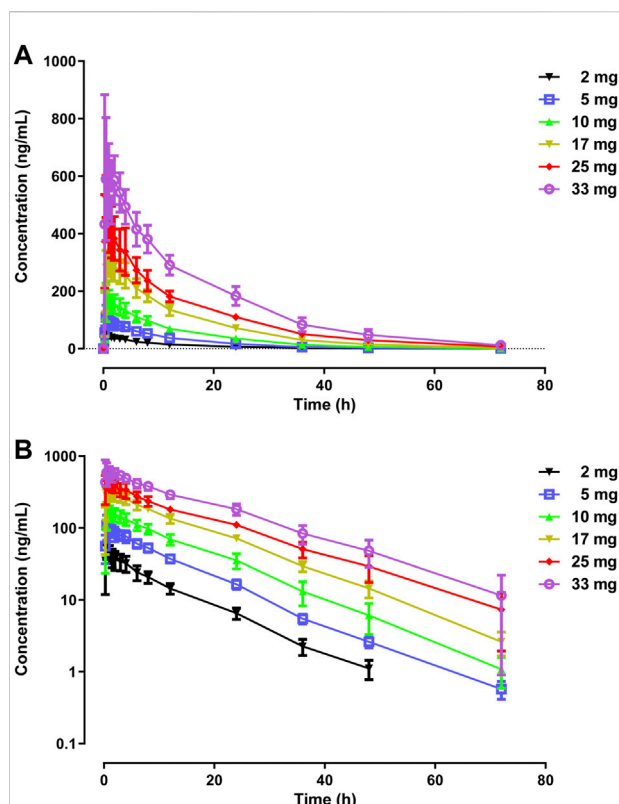 A
1000
800
600
400
200
0
Concentration (ng/mL)
0
20
40
60
80
Time (h)
2 mg
5 mg
10 mg
17 mg
25 mg
33 mg
B
1000
100
10
1
0.1
Concentration (ng/mL)
0
20
40
60
80
Time (h)
2 mg
5 mg
10 mg
17 mg
25 mg
33 mg